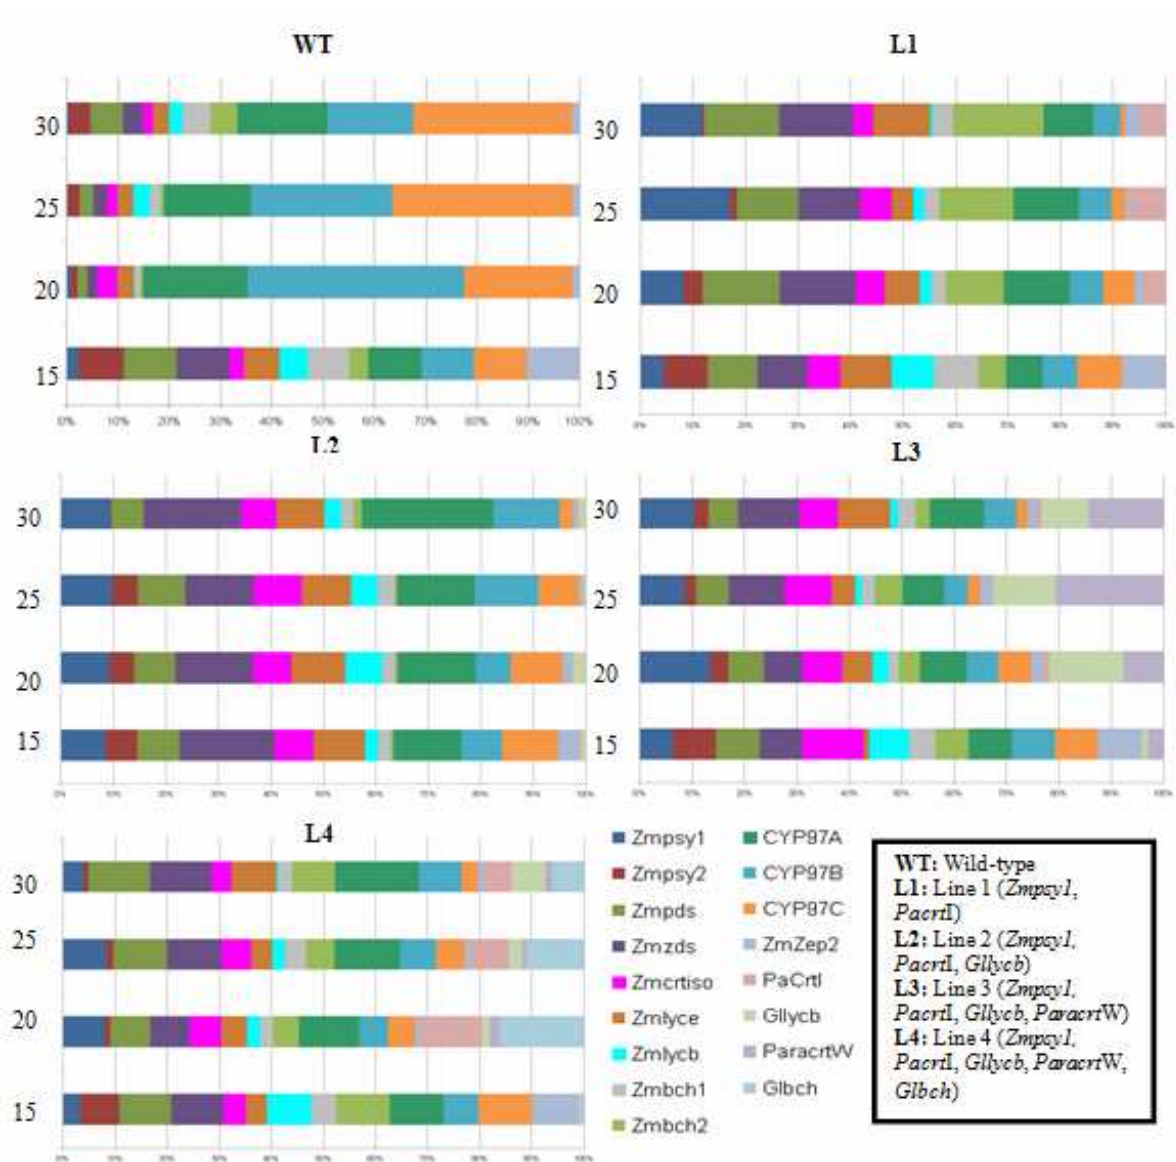 WT
30
25
20
15
0% 10% 20% 30% 40% 50% 60% 70% 80% 90% 100%
L1
30
25
20
15
L2
30
25
20
15
L3
30
25
20
15
L4
30
25
20
15
Zmpsy1
Zmpsy2
Zmpds
Zmzds
Zmcrtiso
Zmlyce
Zmlycb
Zmbch1
Zmbch2
CYP97A
CYP97B
CYP97C
ZmZep2
PaCrtI
Gllycb
ParacrtW
Glbch
WT: Wild-type
L1: Line 1 (Zmpsy1,
PacrtI)
L2: Line 2 (Zmpsy1,
PacrtI, Gllycb)
L3: Line 3 (Zmpsy1,
PacrtI, Gllycb, ParacrtW)
L4: Line 4 (Zmpsy1,
PacrtI, Gllycb, ParacrtW,
Glbch)